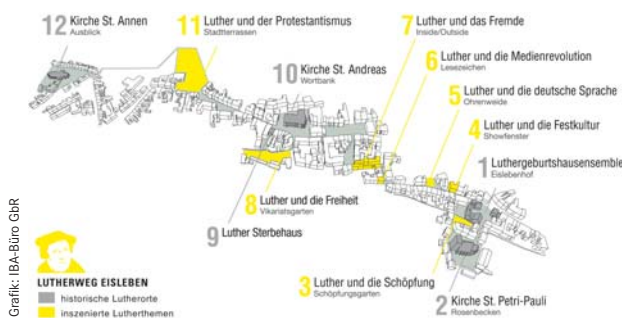 12 Kirche St. Annen
Ausblick
11 Luther und der Protestantismus
Stadtterrassen
10 Kirche St. Andreas
Wortbank
7 Luther und das Fremde
Inside/Outside
6 Luther und die Medienrevolution
Lesezeichen
5 Luther und die deutsche Sprache
Ohrenweide
4 Luther und die Festkultur
Showfenster
1 Luthergeburtshausensemble
Eislebenhof
8 Luther und die Freiheit
Vikariatsgarten
9 Luther Sterbehaus
3 Luther und die Schöpfung
Schöpfungsgarten
2 Kirche St. Petri-Pauli
Rosenbecken
LUTHERWEG EISLEBEN
historische Lutherorte
inszenierte Lutherthemen
Grafik: IBA-Büro GbR